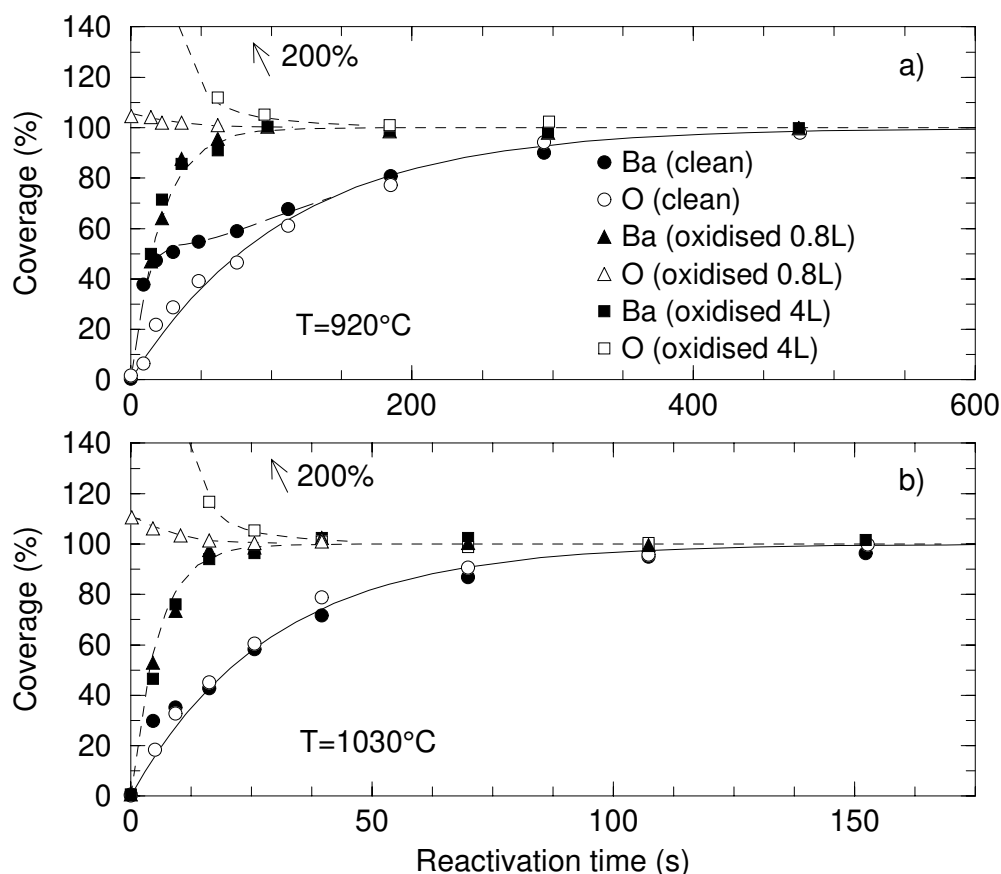 140
120
100
80
60
40
20
0
Coverage (%)
200%
a)
Ba (clean)
O (clean)
Ba (oxidised 0.8L)
O (oxidised 0.8L)
Ba (oxidised 4L)
O (oxidised 4L)
T=920°C
0 200 400 600
140
120
100
80
60
40
20
0
Coverage (%)
200%
b)
T=1030°C
0 50 100 150
Reactivation time (s)